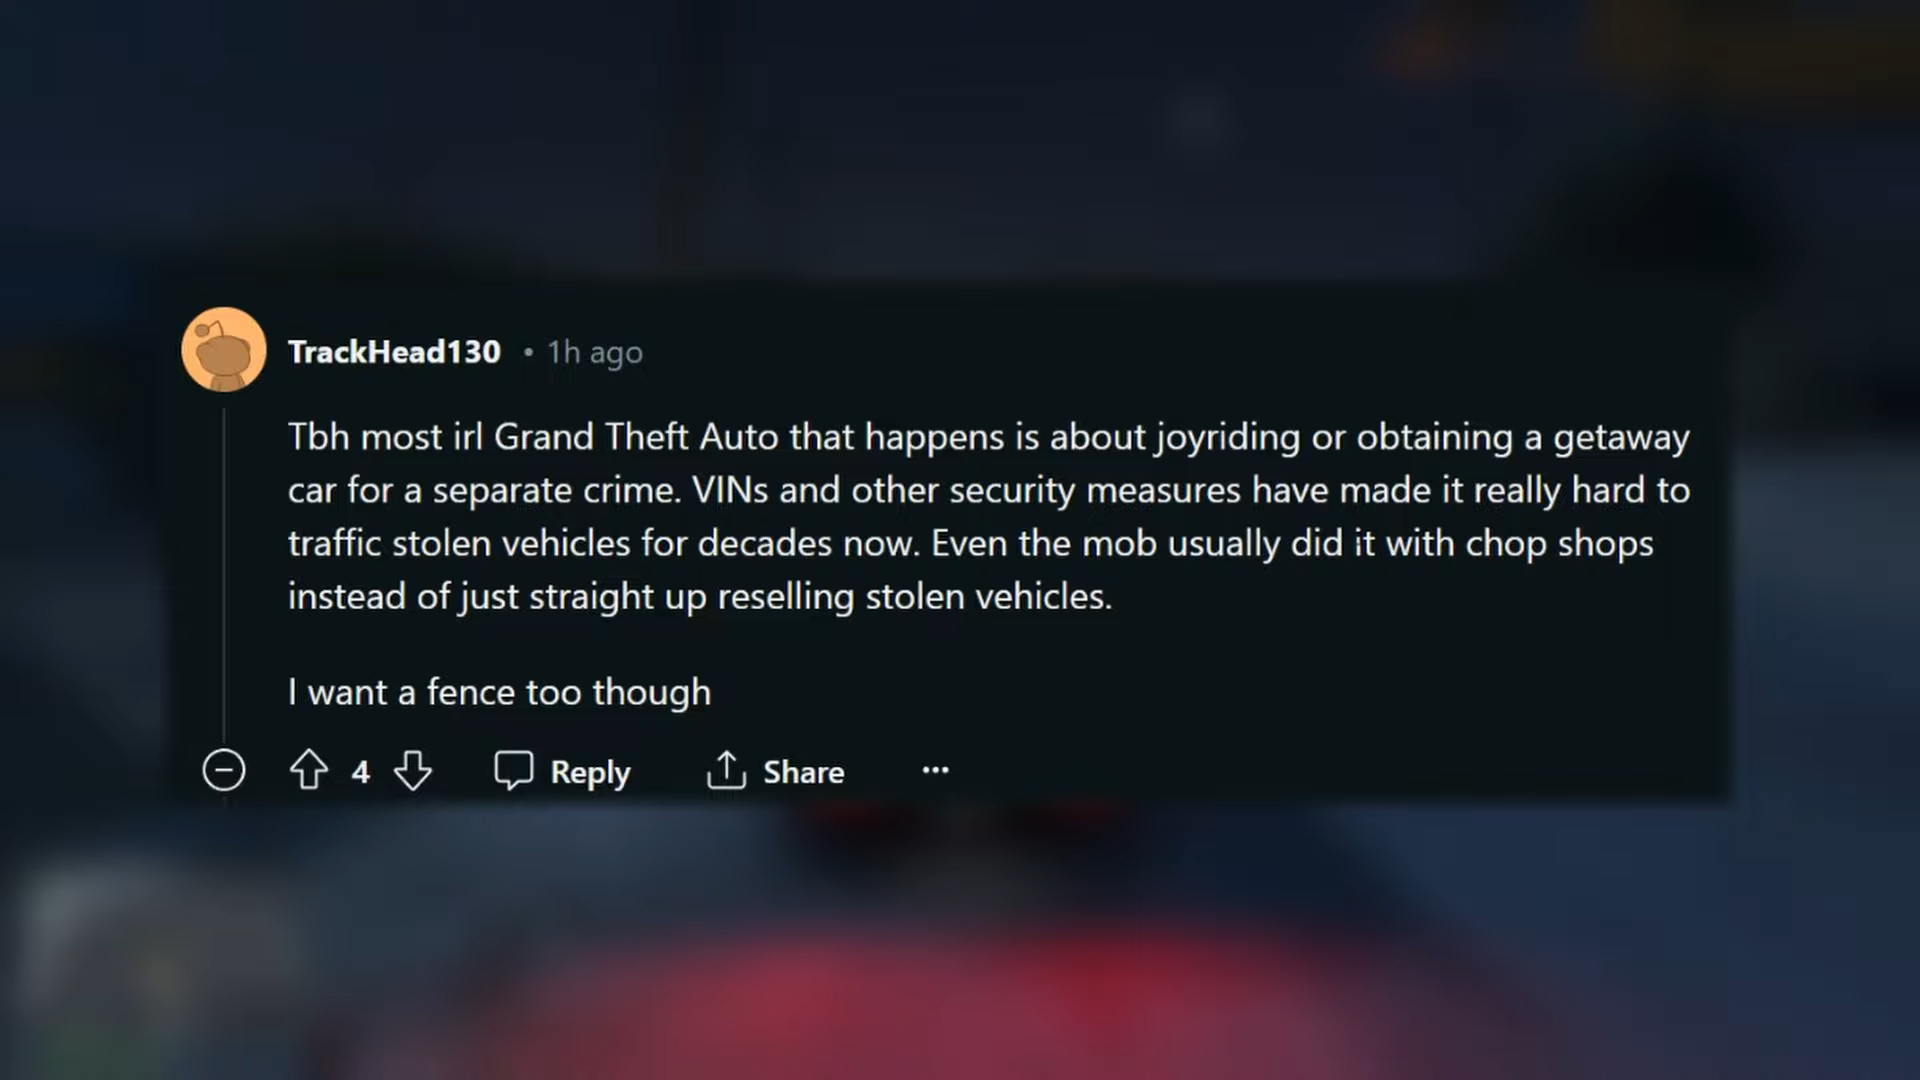 TrackHead130 • 1h ago
Tbh most irl Grand Theft Auto that happens is about joyriding or obtaining a getaway
car for a separate crime. VINs and other security measures have made it really hard to
traffic stolen vehicles for decades now. Even the mob usually did it with chop shops
instead of just straight up reselling stolen vehicles.
I want a fence too though
4 Reply Share ...